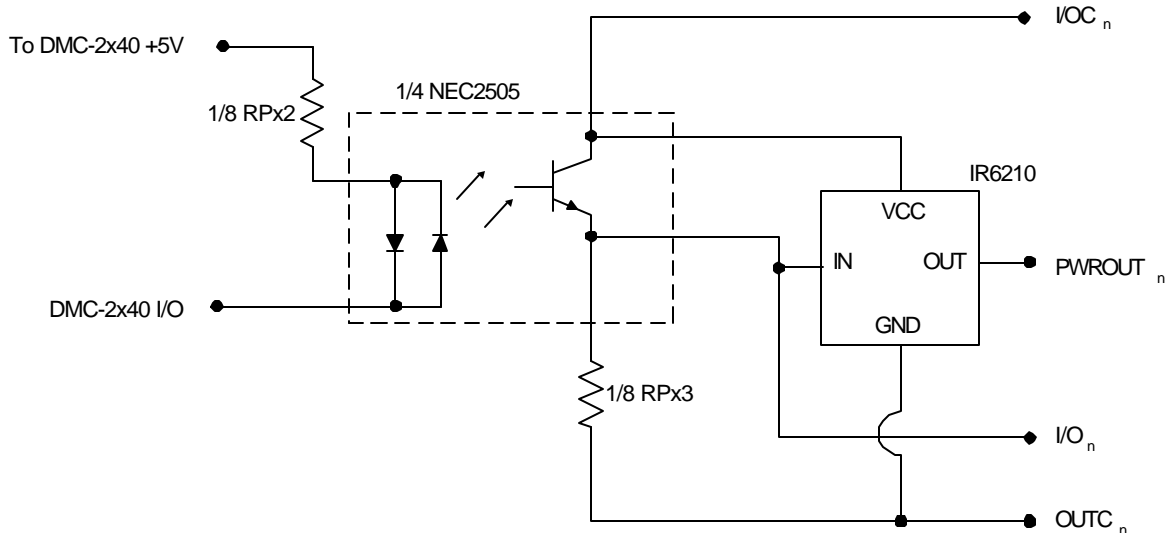 I/OC n
To DMC-2x40 +5V
1/4 NEC2505
1/8 RPx2
IR6210
VCC
IN OUT
PWROUT n
GND
DMC-2x40 I/O
1/8 RPx3
I/O n
OUTC n